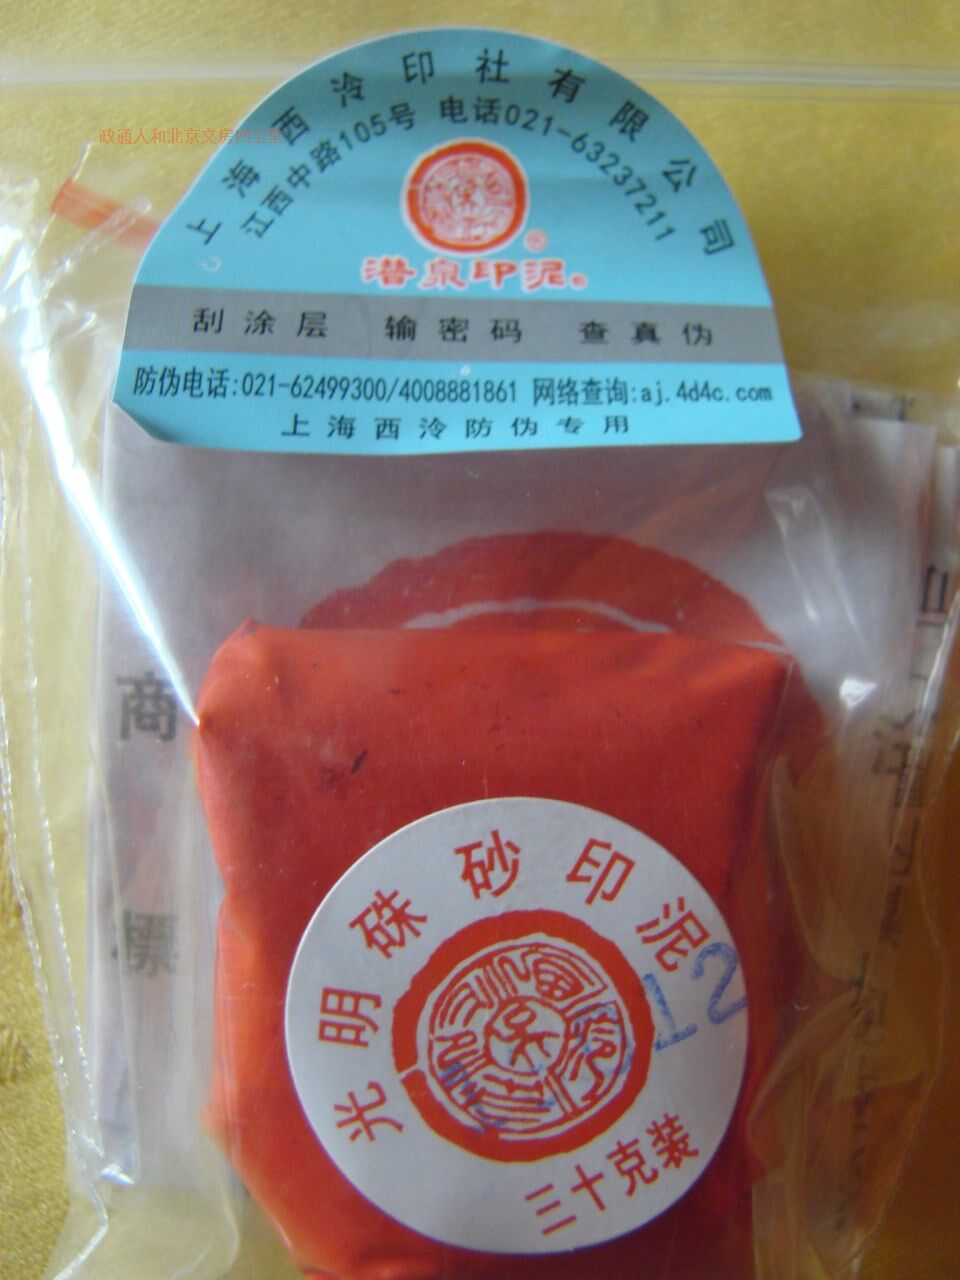 上海西泠印社有限公司
江西中路105号 电话021-63237211
潜泉印泥®
刮涂层 输密码 查真伪
防伪电话:021-62499300/4008881861 网络查询:aj.4d4c.com
上海西泠防伪专用
政通人和北京文房四宝堂
商
标
光明硃砂印泥
12
三十克装